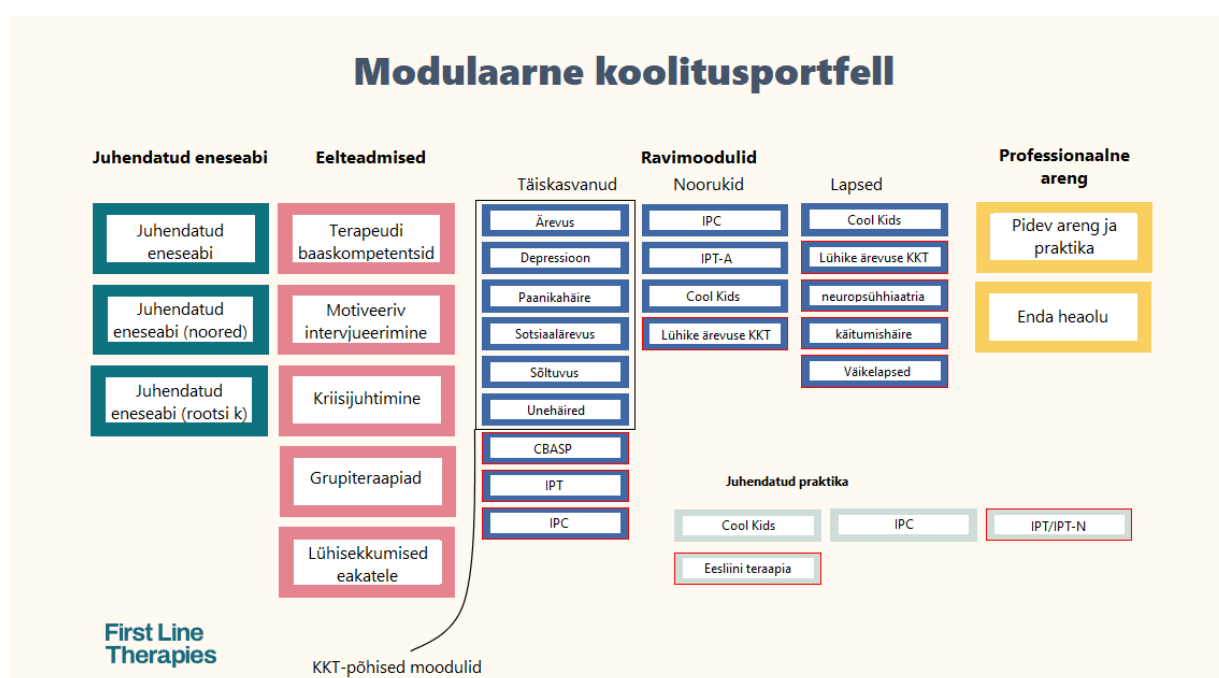 Modulaarne koolitusportfell
Juhendatud eneseabi
Eelteadmised
Ravimoodulid
Professionaalne
areng
Täiskasvanud
Noorukid
Lapsed
Juhendatud
eneseabi
Juhendatud
eneseabi (noored)
Juhendatud
eneseabi (rootsi k)
Terapeudi
baaskompetentsid
Motiveeriv
intervjueerimine
Kriisijuhtimine
Grupiteraapiad
Lühisekkumised
eakatele
Ärevus
Depressioon
Paanikahäire
Sotsiaalärevus
Sõltuvus
Unehäired
CBASP
IPT
IPC
IPC
IPT-A
Cool Kids
Lühike ärevuse KKT
Cool Kids
Lühike ärevuse KKT
neuropsühhiaatria
käitumishäire
Väikelapsed
Pidev areng ja
praktika
Enda heaolu
Juhendatud praktika
Cool Kids
IPC
IPT/IPT-N
Eesliini teraapia
First Line
Therapies
KKT-põhised moodulid